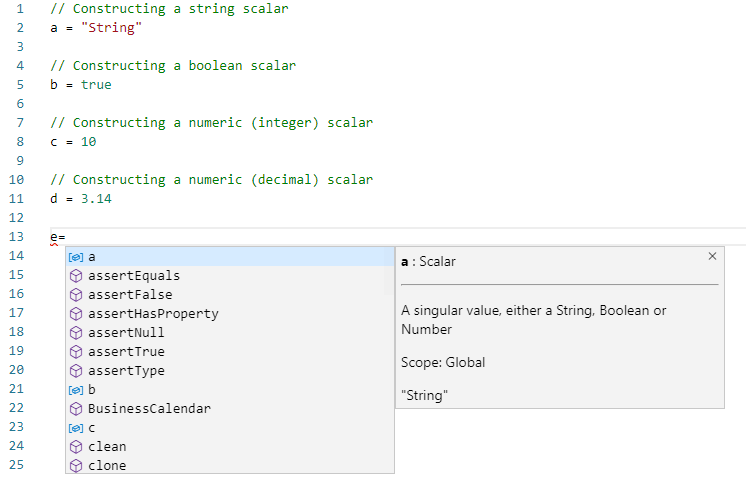 1 // Constructing a string scalar
2 a = "String"
3
4 // Constructing a boolean scalar
5 b = true
6
7 // Constructing a numeric (integer) scalar
8 c = 10
9
10 // Constructing a numeric (decimal) scalar
11 d = 3.14
12
13 e=
14 a
15 assertEquals
16 assertFalse
17 assertHasProperty
18 assertNull
19 assertTrue
20 assertType
21 b
22 BusinessCalendar
23 c
24 clean
25 clone
a : Scalar
A singular value, either a String, Boolean or
Number
Scope: Global
"String"